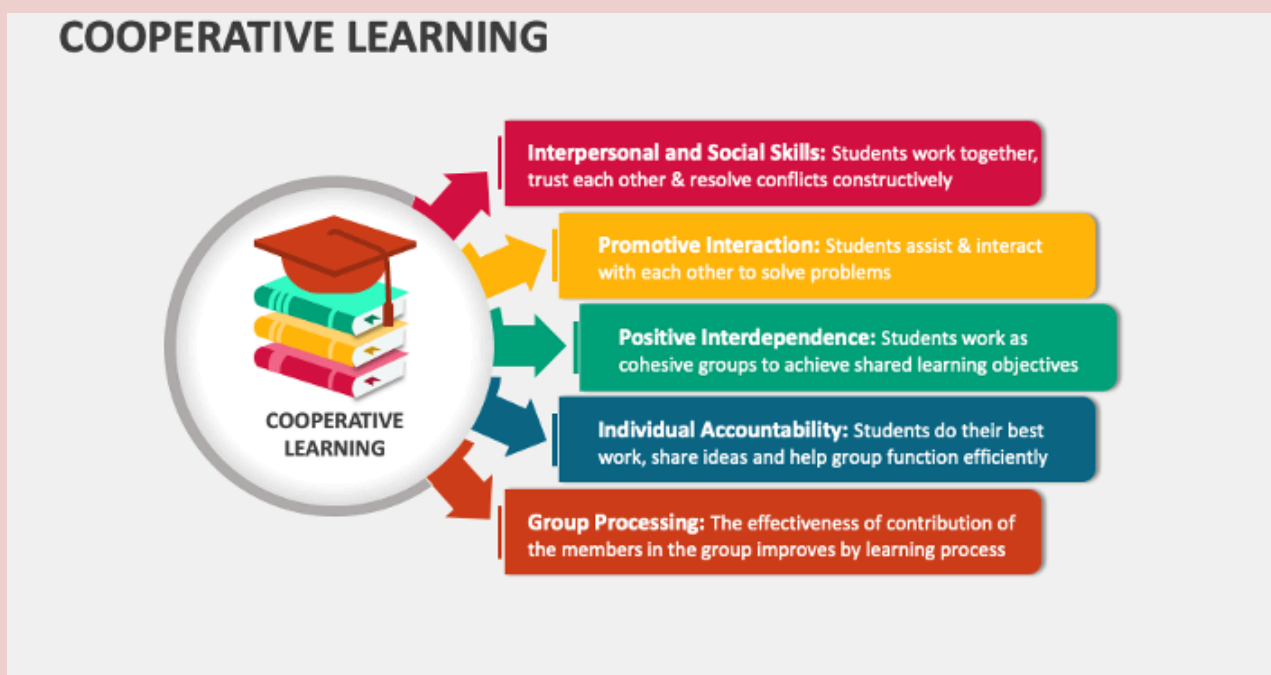 COOPERATIVE LEARNING
Interpersonal and Social Skills: Students work together,
trust each other & resolve conflicts constructively
Promotive Interaction: Students assist & interact
with each other to solve problems
Positive Interdependence: Students work as
cohesive groups to achieve shared learning objectives
COOPERATIVE
LEARNING
Individual Accountability: Students do their best
work, share ideas and help group function efficiently
Group Processing: The effectiveness of contribution of
the members in the group improves by learning process